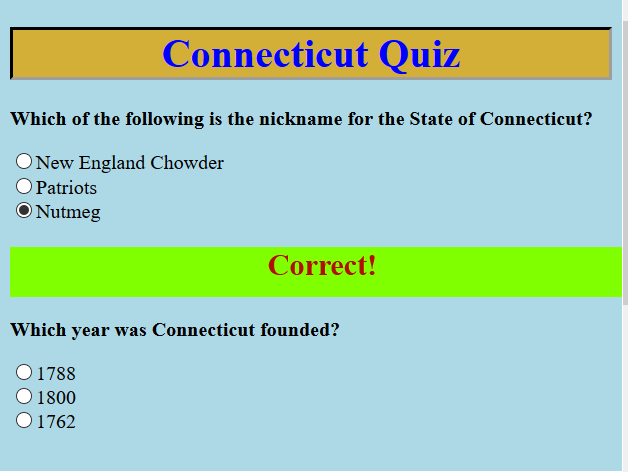 Connecticut Quiz
Which of the following is the nickname for the State of Connecticut?
New England Chowder
Patriots
Nutmeg
Correct!
Which year was Connecticut founded?
1788
1800
1762